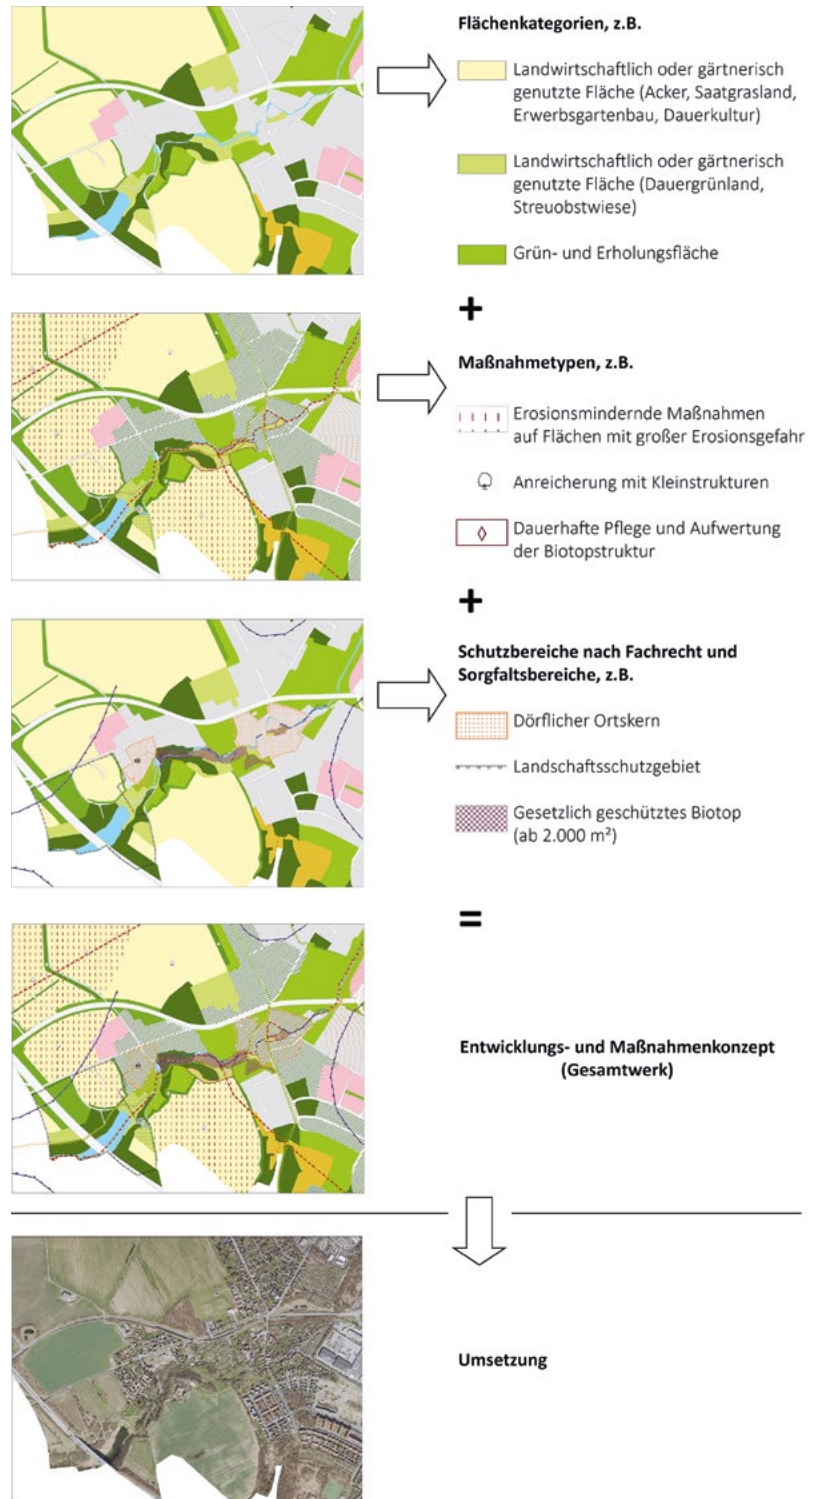 Flächenkategorien, z.B.
Landwirtschaftlich oder gärtnerisch
genutzte Fläche (Acker, Saatgrasland,
Erwerbsgartenbau, Dauerkultur)
Landwirtschaftlich oder gärtnerisch
genutzte Fläche (Dauergrünland,
Streuobstwiese)
Grün- und Erholungsfläche
+
Maßnahmetypen, z.B.
Erosionsmindernde Maßnahmen
auf Flächen mit großer Erosionsgefahr
Anreicherung mit Kleinstrukturen
Dauerhafte Pflege und Aufwertung
der Biotopstruktur
+
Schutzbereiche nach Fachrecht und
Sorgfaltsbereiche, z.B.
Dörflicher Ortskern
Landschaftsschutzgebiet
Gesetzlich geschütztes Biotop
(ab 2.000 m²)
=
Entwicklungs- und Maßnahmenkonzept
(Gesamtwerk)
Umsetzung